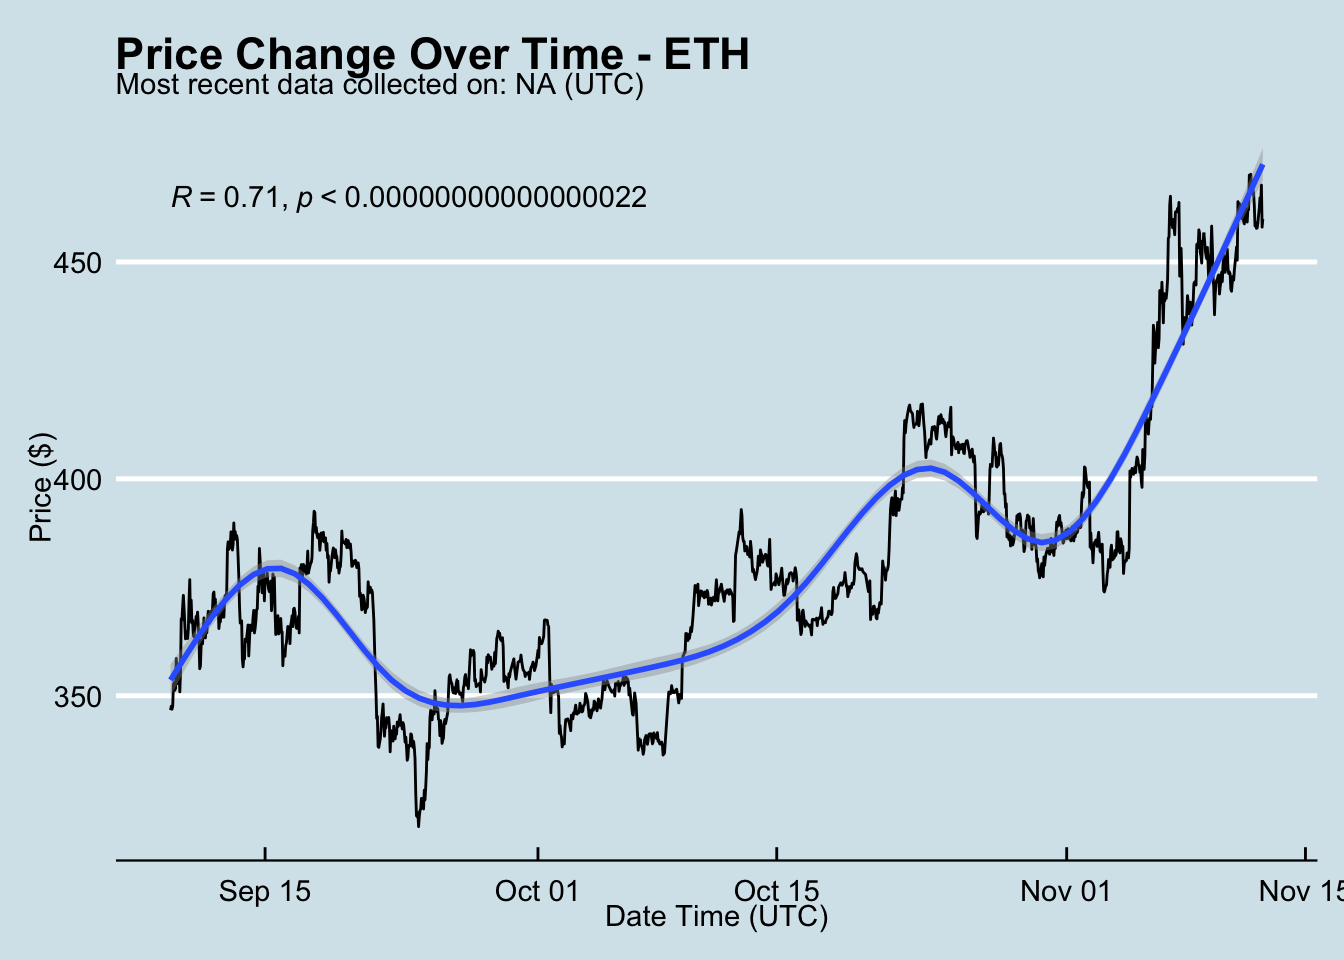 Price Change Over Time - ETH
Most recent data collected on: NA (UTC)
R = 0.71, p < 0.00000000000000022
450
400
350
Price ($)
Sep 15
Oct 01
Oct 15
Nov 01
Nov 15
Date Time (UTC)